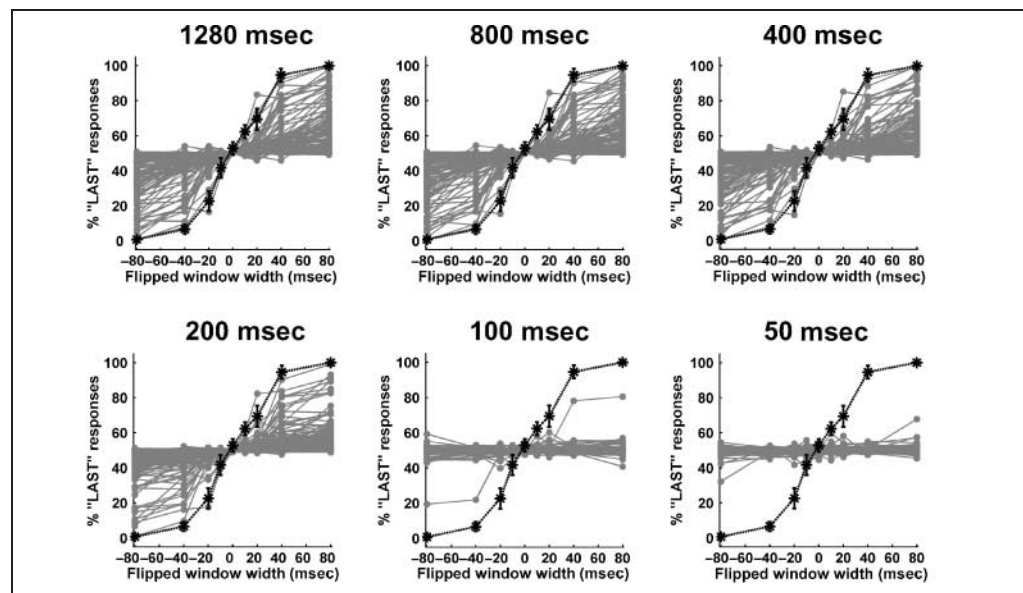 1280 msec
800 msec
400 msec
% "LAST" responses
100
80
60
40
20
0
−80−60−40−20 0 20 40 60 80
Flipped window width (msec)
% "LAST" responses
100
80
60
40
20
0
−80−60−40−20 0 20 40 60 80
Flipped window width (msec)
% "LAST" responses
100
80
60
40
20
0
−80−60−40−20 0 20 40 60 80
Flipped window width (msec)
200 msec
100 msec
50 msec
% "LAST" responses
100
80
60
40
20
0
−80−60−40−20 0 20 40 60 80
Flipped window width (msec)
% "LAST" responses
100
80
60
40
20
0
−80−60−40−20 0 20 40 60 80
Flipped window width (msec)
% "LAST" responses
100
80
60
40
20
0
−80−60−40−20 0 20 40 60 80
Flipped window width (msec)